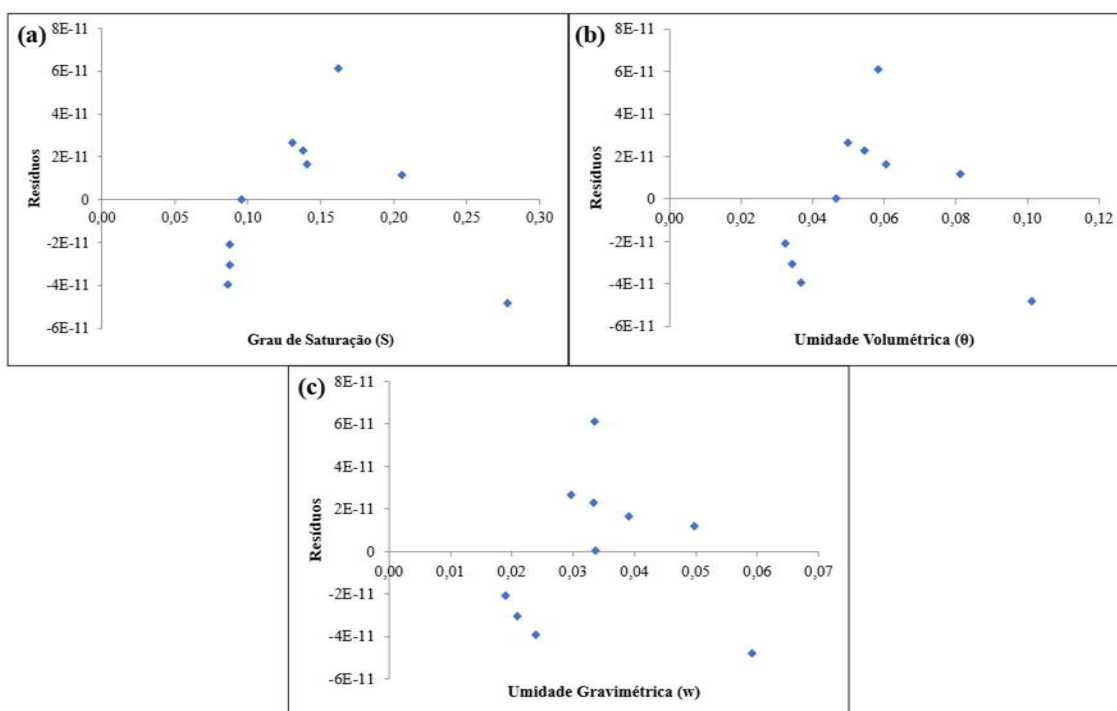 (a)
8E-11
6E-11
4E-11
2E-11
0
-2E-11
-4E-11
-6E-11
Resíduos
0,00 0,05 0,10 0,15 0,20 0,25 0,30
Grau de Saturação (S)
(b)
8E-11
6E-11
4E-11
2E-11
0
-2E-11
-4E-11
-6E-11
Resíduos
0,00 0,02 0,04 0,06 0,08 0,10 0,12
Umidade Volumétrica (θ)
(c)
8E-11
6E-11
4E-11
2E-11
0
-2E-11
-4E-11
-6E-11
Resíduos
0,00 0,01 0,02 0,03 0,04 0,05 0,06 0,07
Umidade Gravimétrica (w)